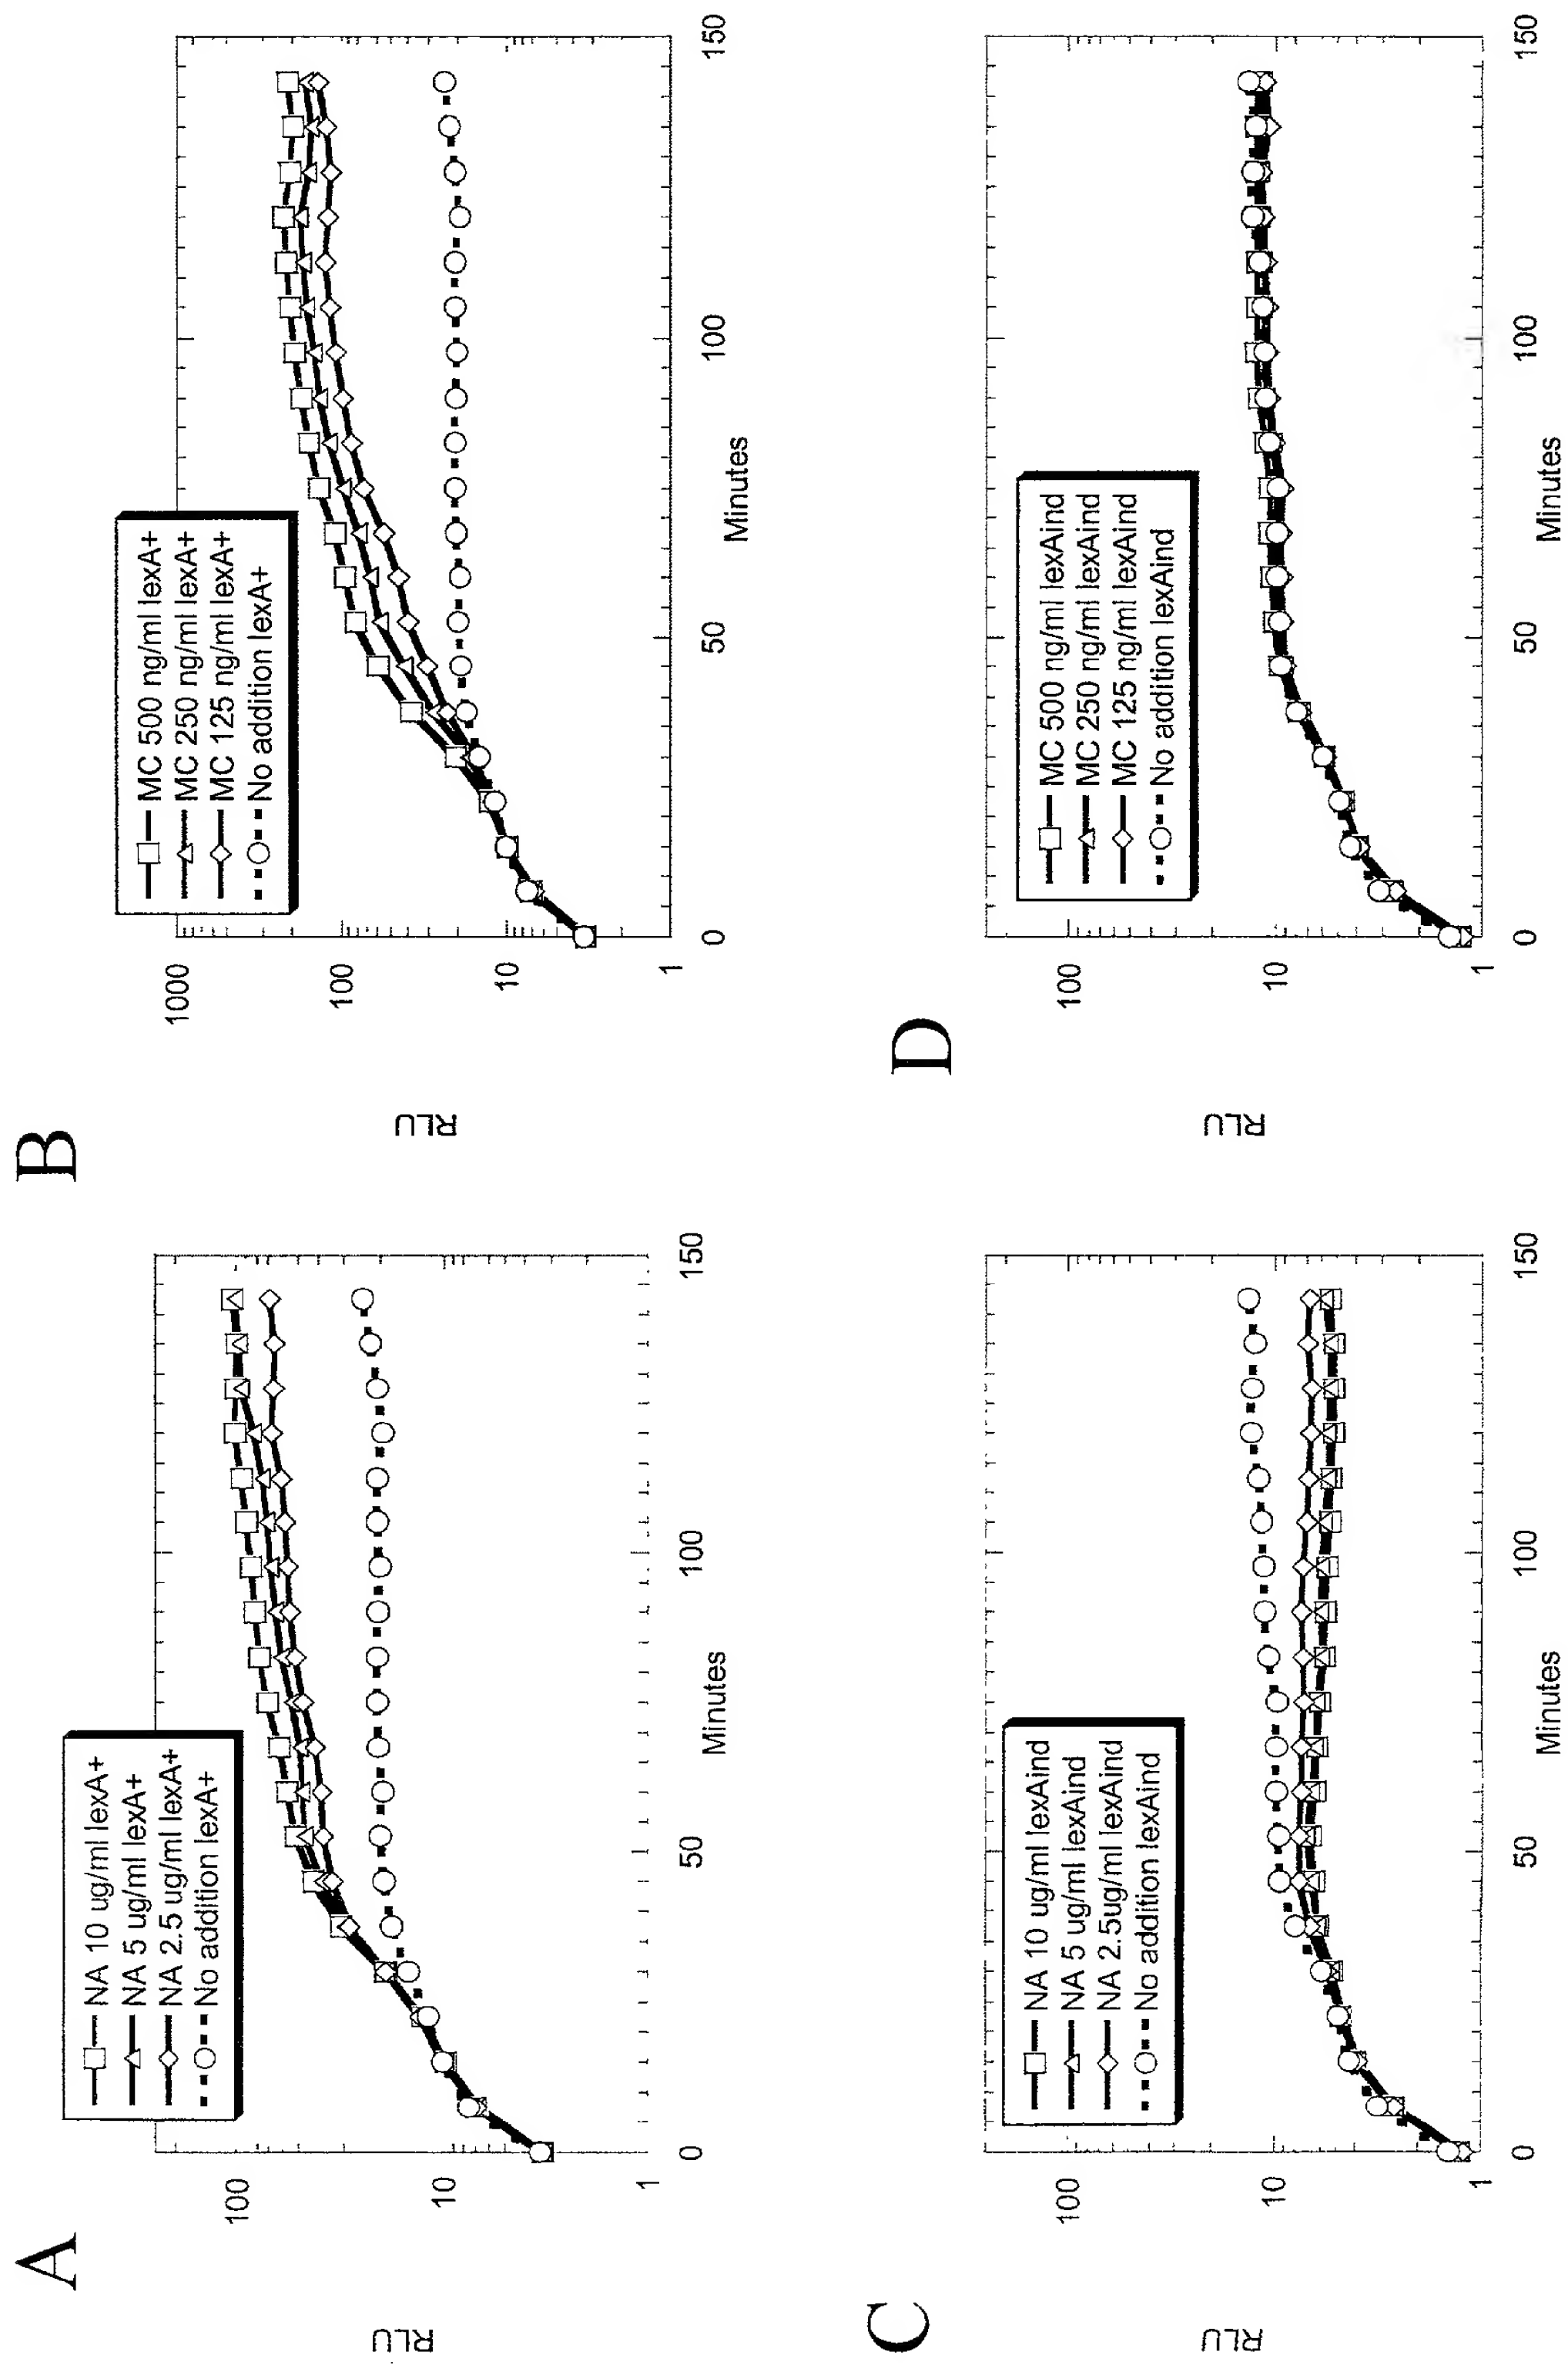 A
RLU
100
10
1
NA 10 ug/ml lexA+
NA 5 ug/ml lexA+
NA 2.5 ug/ml lexA+
No addition lexA+
0
50
100
150
Minutes
B
RLU
1000
100
10
1
MC 500 ng/ml lexA+
MC 250 ng/ml lexA+
MC 125 ng/ml lexA+
No addition lexA+
0
50
100
150
Minutes
C
RLU
100
10
1
NA 10 ug/ml lexAind
NA 5 ug/ml lexAind
NA 2.5ug/ml lexAind
No addition lexAind
0
50
100
150
Minutes
D
RLU
100
10
1
MC 500 ng/ml lexAind
MC 250 ng/ml lexAind
MC 125 ng/ml lexAind
No addition lexAind
0
50
100
150
Minutes